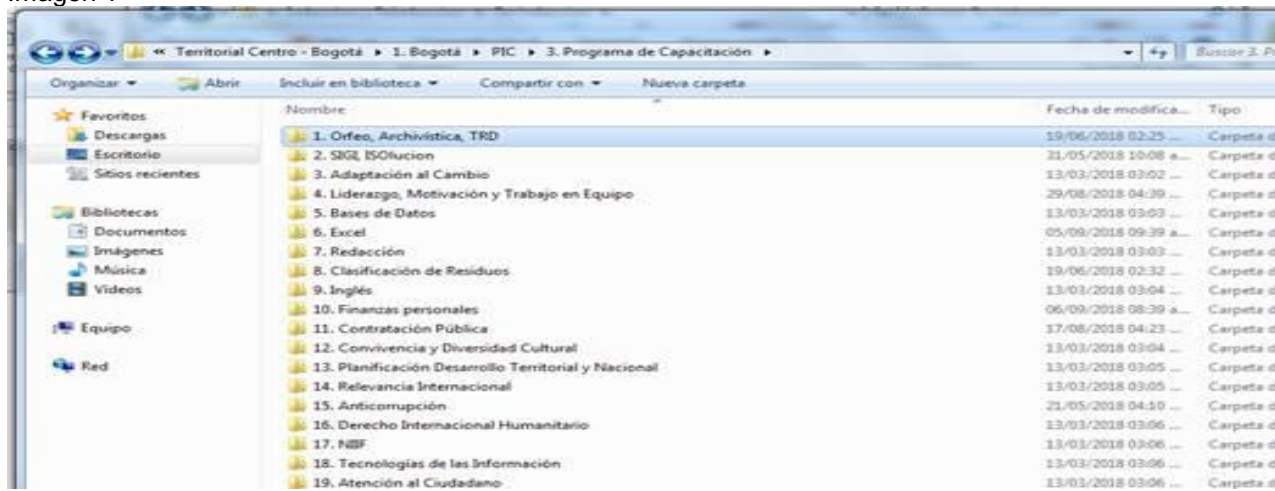 « Territorial Centro - Bogotá ▸ 1. Bogotá ▸ PIC ▸ 3. Programa de Capacitación ▸ Buscar 3. P
Organizar Abrir Incluir en biblioteca Compartir con Nueva carpeta
Nombre Fecha de modifica... Tipo
Favoritos
Descargas
Escritorio
Sitios recientes
Bibliotecas
Documentos
Imágenes
Música
Videos
Equipo
Red
1. Orfeo, Archivística, TRD 19/06/2018 02:25 ... Carpeta d
2. SIGI, ISOlucion 31/05/2018 10:08 a... Carpeta d
3. Adaptación al Cambio 13/03/2018 03:02 ... Carpeta d
4. Liderazgo, Motivación y Trabajo en Equipo 29/08/2018 04:39 ... Carpeta d
5. Bases de Datos 13/03/2018 03:03 ... Carpeta d
6. Excel 05/09/2018 09:39 a... Carpeta d
7. Redacción 13/03/2018 03:03 ... Carpeta d
8. Clasificación de Residuos 19/06/2018 02:32 ... Carpeta d
9. Inglés 13/03/2018 03:04 ... Carpeta d
10. Finanzas personales 06/09/2018 08:39 a... Carpeta d
11. Contratación Pública 17/08/2018 04:23 ... Carpeta d
12. Convivencia y Diversidad Cultural 13/03/2018 03:04 ... Carpeta d
13. Planificación Desarrollo Territorial y Nacional 13/03/2018 03:05 ... Carpeta d
14. Relevancia Internacional 13/03/2018 03:05 ... Carpeta d
15. Anticorrupción 21/05/2018 04:10 ... Carpeta d
16. Derecho Internacional Humanitario 13/03/2018 03:06 ... Carpeta d
17. 13/03/2018 03:06 ... Carpeta d
18. Tecnologías de las Información 13/03/2018 03:06 ... Carpeta d
19. Atención al Ciudadano 13/03/2018 03:06 ... Carpeta d